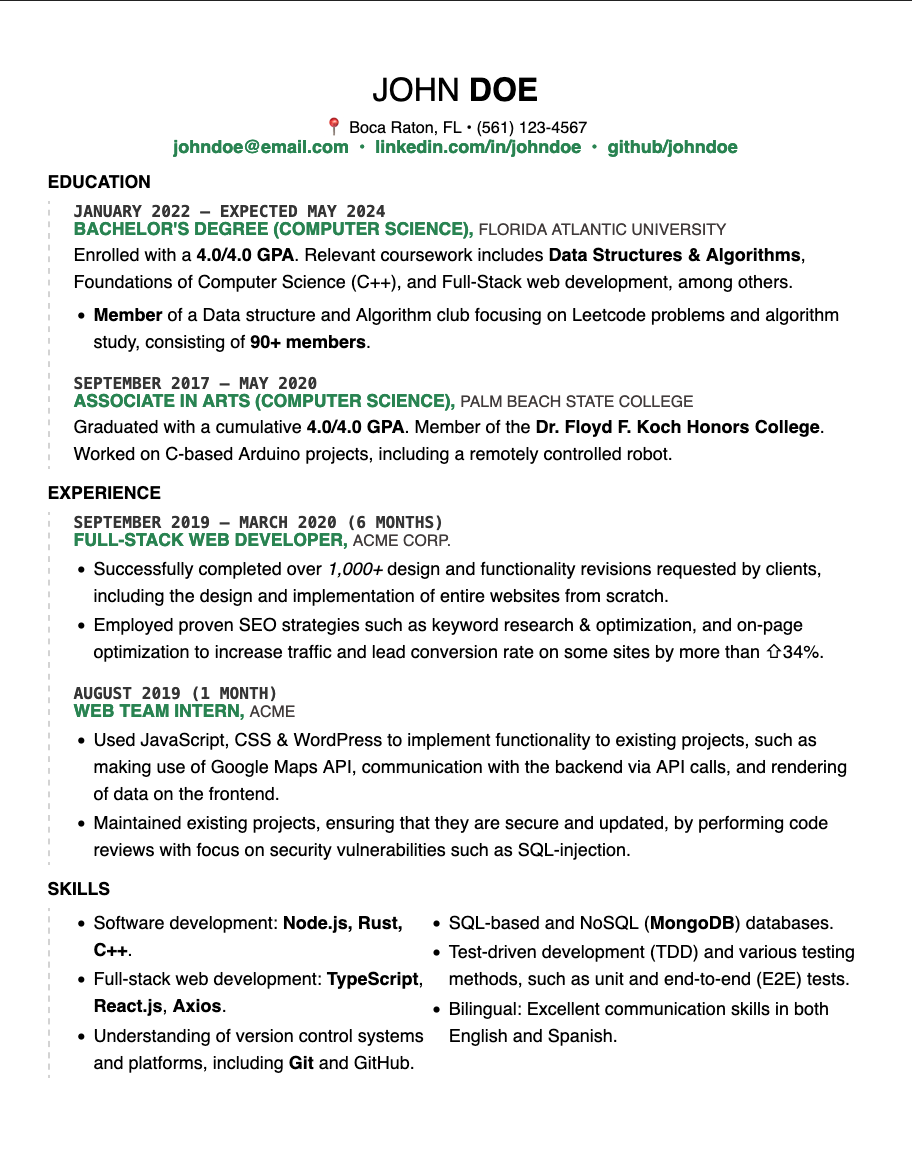 JOHN DOE
📍 Boca Raton, FL • (561) 123-4567
johndoe@email.com • linkedin.com/in/johndoe • github/johndoe
EDUCATION
JANUARY 2022 — EXPECTED MAY 2024
BACHELOR'S DEGREE (COMPUTER SCIENCE), FLORIDA ATLANTIC UNIVERSITY
Enrolled with a 4.0/4.0 GPA. Relevant coursework includes Data Structures & Algorithms,
Foundations of Computer Science (C++), and Full-Stack web development, among others.
• Member of a Data structure and Algorithm club focusing on Leetcode problems and algorithm
study, consisting of 90+ members.
SEPTEMBER 2017 — MAY 2020
ASSOCIATE IN ARTS (COMPUTER SCIENCE), PALM BEACH STATE COLLEGE
Graduated with a cumulative 4.0/4.0 GPA. Member of the Dr. Floyd F. Koch Honors College.
Worked on C-based Arduino projects, including a remotely controlled robot.
EXPERIENCE
SEPTEMBER 2019 — MARCH 2020 (6 MONTHS)
FULL-STACK WEB DEVELOPER, ACME CORP.
• Successfully completed over 1,000+ design and functionality revisions requested by clients,
including the design and implementation of entire websites from scratch.
• Employed proven SEO strategies such as keyword research & optimization, and on-page
optimization to increase traffic and lead conversion rate on some sites by more than ⇧34%.
AUGUST 2019 (1 MONTH)
WEB TEAM INTERN, ACME
• Used JavaScript, CSS & WordPress to implement functionality to existing projects, such as
making use of Google Maps API, communication with the backend via API calls, and rendering
of data on the frontend.
• Maintained existing projects, ensuring that they are secure and updated, by performing code
reviews with focus on security vulnerabilities such as SQL-injection.
SKILLS
• Software development: Node.js, Rust,
C++.
• Full-stack web development: TypeScript,
React.js, Axios.
• Understanding of version control systems
and platforms, including Git and GitHub.
• SQL-based and NoSQL (MongoDB) databases.
• Test-driven development (TDD) and various testing
methods, such as unit and end-to-end (E2E) tests.
• Bilingual: Excellent communication skills in both
English and Spanish.